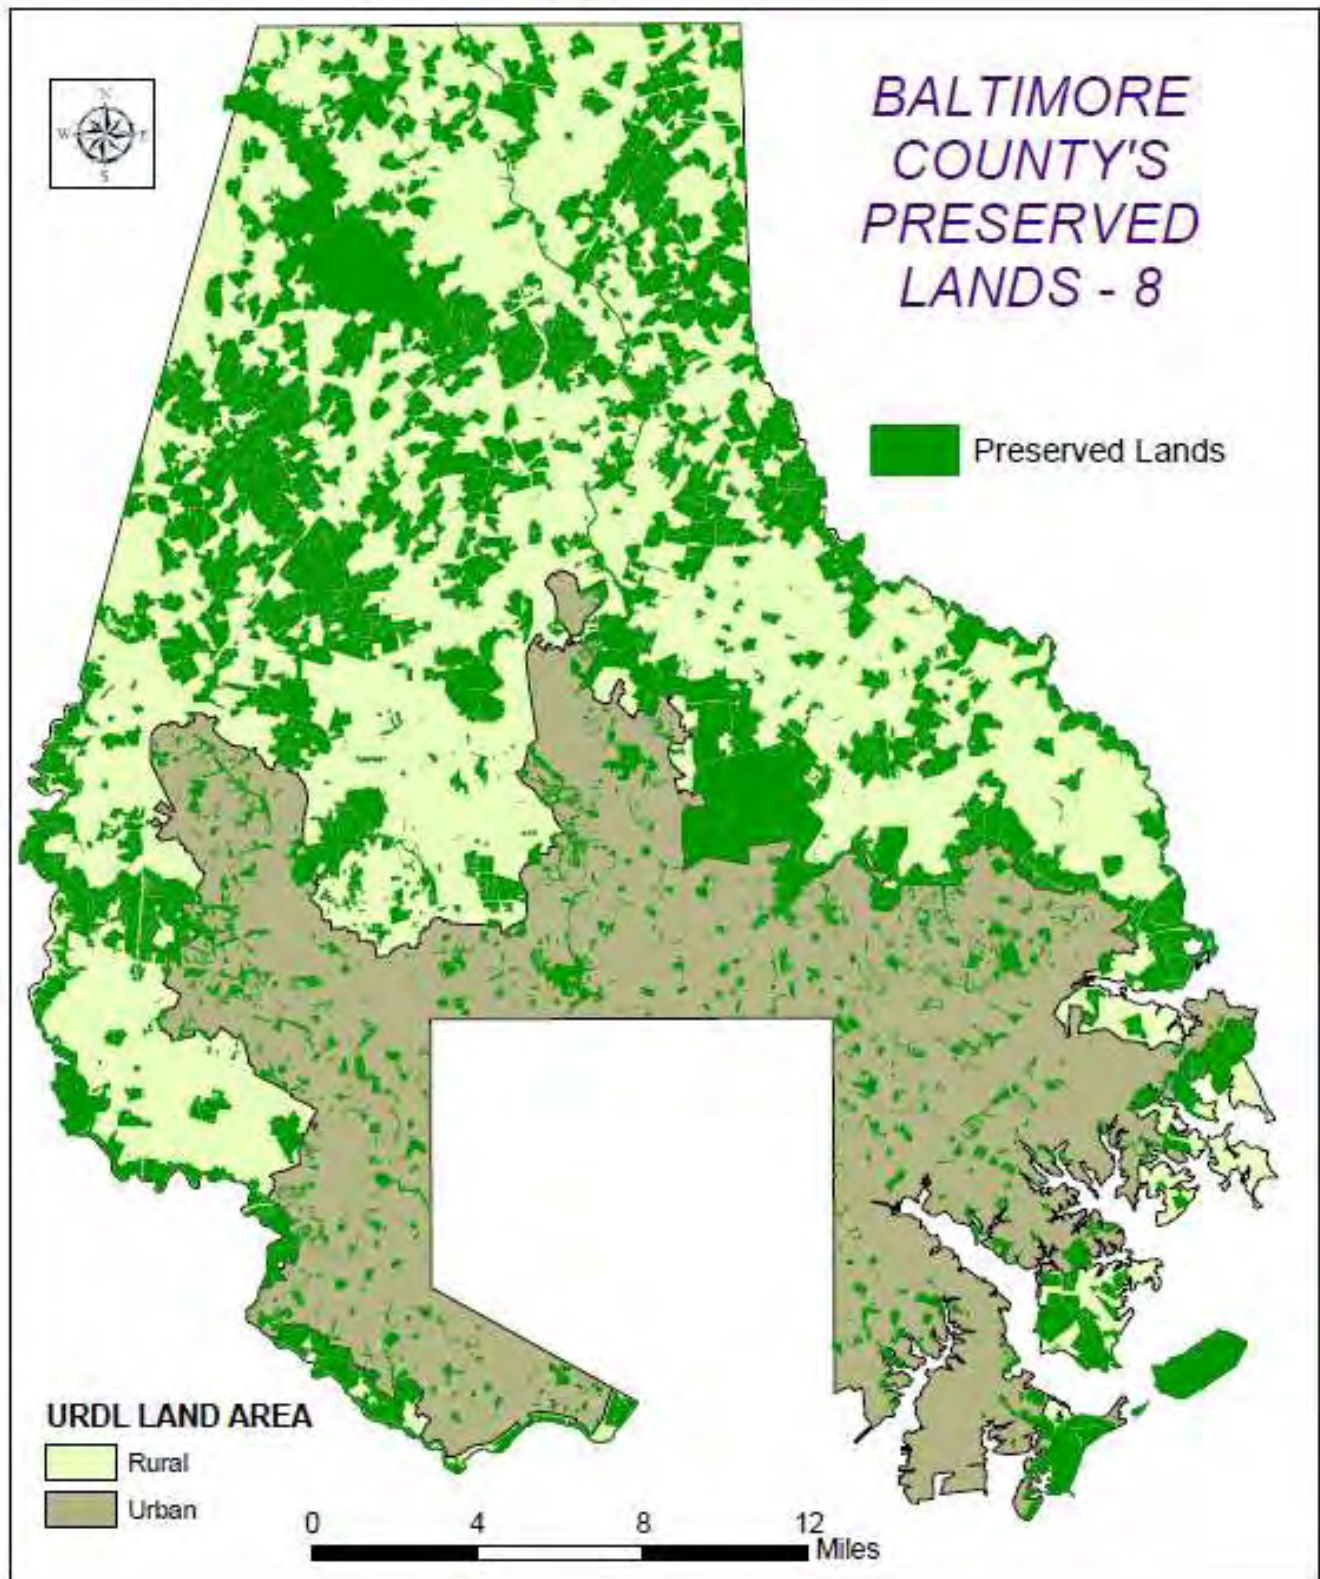 N
W
E
S
BALTIMORE
COUNTY'S
PRESERVED
LANDS - 8
Preserved Lands
URDL LAND AREA
Rural
Urban
0 4 8 12
Miles